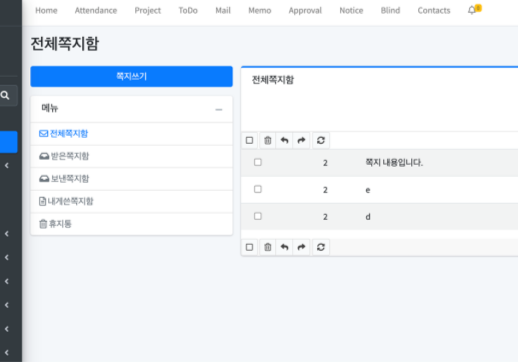 Home Attendance Project ToDo Mail Memo Approval Notice Blind Contacts
전체쪽지함
쪽지쓰기
메뉴
전체쪽지함
받은쪽지함
보낸쪽지함
내게쓴쪽지함
휴지통
전체쪽지함
2 쪽지 내용입니다.
2 e
2 d